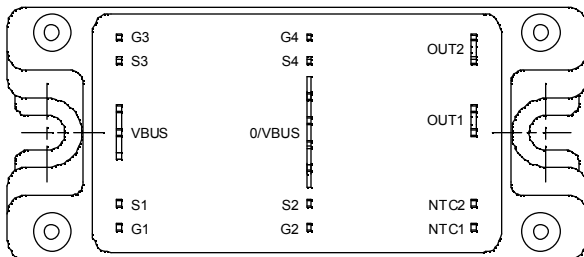 G3 G4
OUT2
S3 S4
VBUS 0/VBUS OUT1
S1 S2 NTC2
G1 G2 NTC1